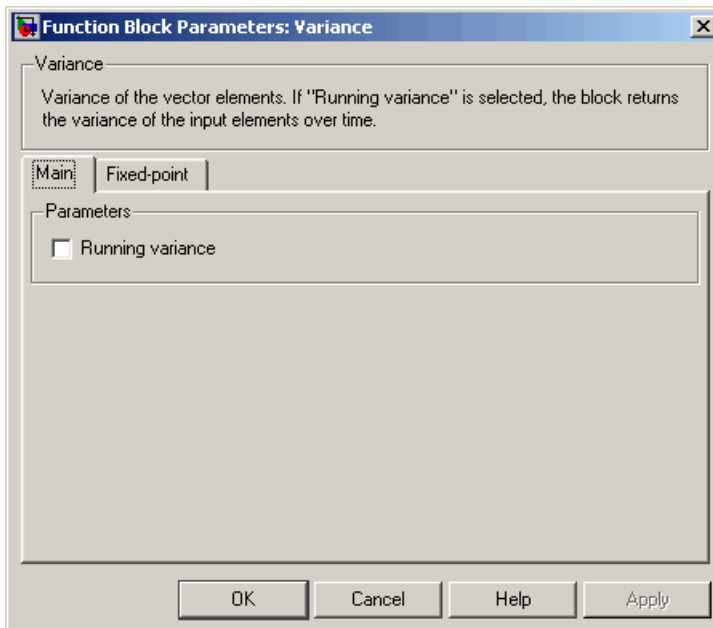 Function Block Parameters: Variance
Variance
Variance of the vector elements. If "Running variance" is selected, the block returns
the variance of the input elements over time.
Main Fixed-point
Parameters
Running variance
OK Cancel Help Apply